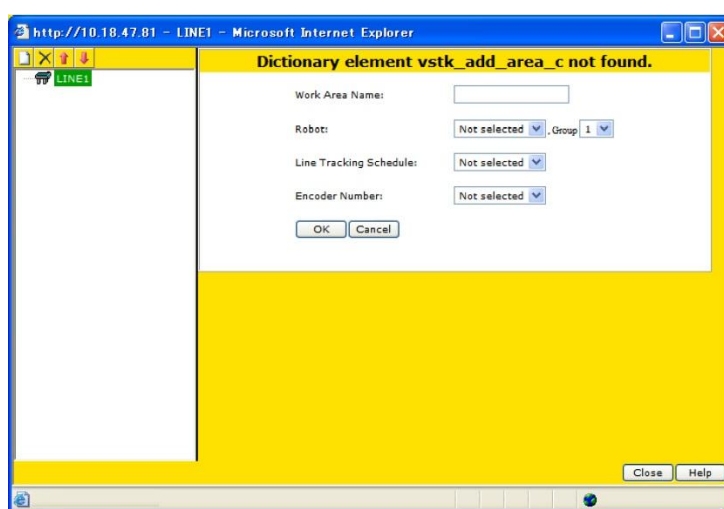 http://10.18.47.81 - LINE1 - Microsoft Internet Explorer
LINE1
Dictionary element vstk_add_area_c not found.
Work Area Name:
Robot: Not selected , Group 1
Line Tracking Schedule: Not selected
Encoder Number: Not selected
OK Cancel
Close Help